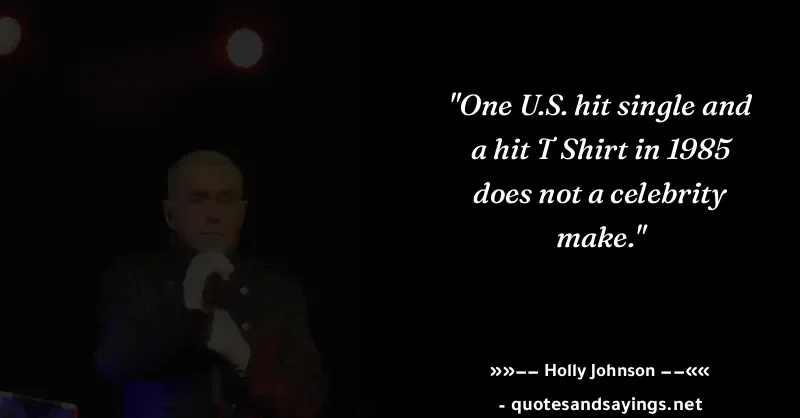 "One U.S. hit single and
a hit T Shirt in 1985
does not a celebrity
make."
»»−− Holly Johnson −−««
- quotesandsayings.net